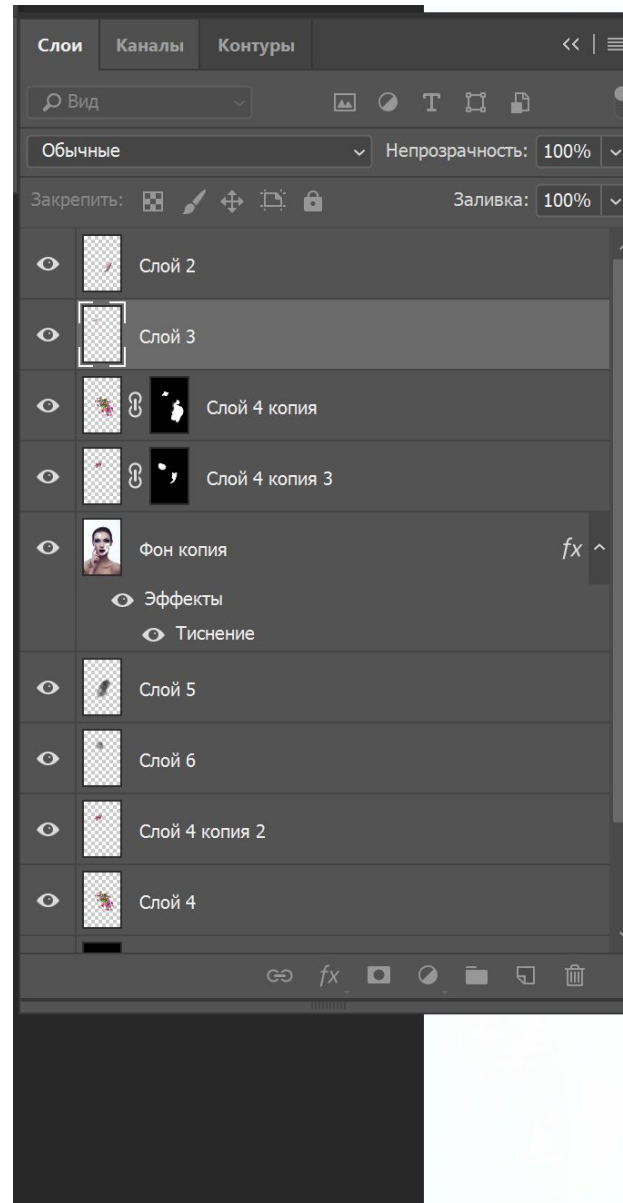 Слои Каналы Контуры
Вид
Обычные Непрозрачность: 100%
Закрепить: Заливка: 100%
Слой 2
Слой 3
Слой 4 копия
Слой 4 копия 3
Фон копия fx
Эффекты
Тиснение
Слой 5
Слой 6
Слой 4 копия 2
Слой 4
fx